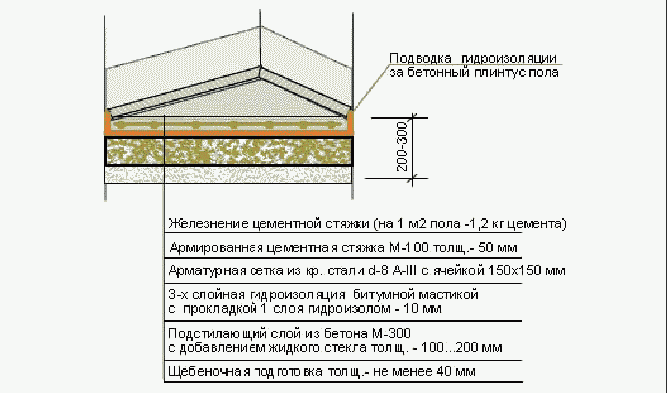 Подводка гидроизоляции
за бетонный плинтус пола
200-300
Железнение цементной стяжки (на 1 м2 пола -1,2 кг цемента)
Армированная цементная стяжка М-100 толщ.- 50 мм
Арматурная сетка из кр. стали d-8 А-III с ячейкой 150х150 мм
3-х слойная гидроизоляция битумной мастикой
с прокладкой 1 слоя гидроизолом - 10 мм
Подстилающий слой из бетона М-300
с добавлением жидкого стекла толщ. - 100...200 мм
Щебеночная подготовка толщ.- не менее 40 мм